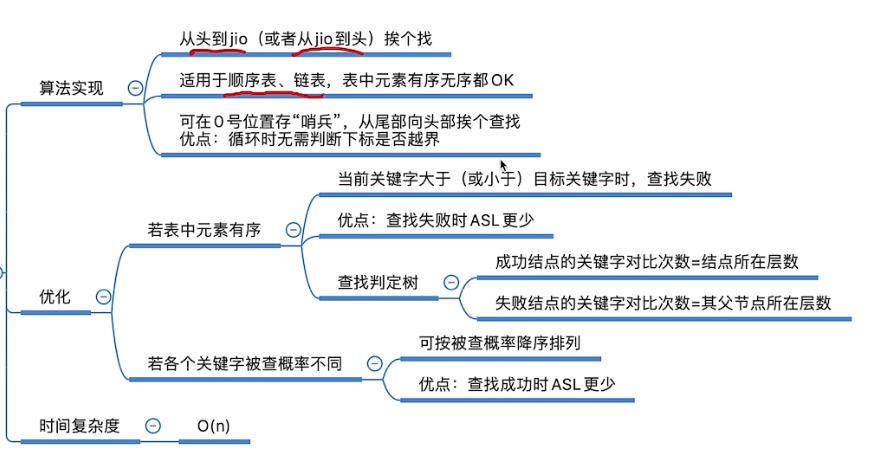 从头到jio（或者从jio到头）挨个找
算法实现
适用于顺序表、链表，表中元素有序无序都OK
可在0号位置存“哨兵”，从尾部向头部挨个查找
优点：循环时无需判断下标是否越界
当前关键字大于（或小于）目标关键字时，查找失败
若表中元素有序
优点：查找失败时ASL更少
成功结点的关键字对比次数=结点所在层数
查找判定树
优化
失败结点的关键字对比次数=其父节点所在层数
可按被查概率降序排列
若各个关键字被查概率不同
优点：查找成功时ASL更少
时间复杂度
O(n)